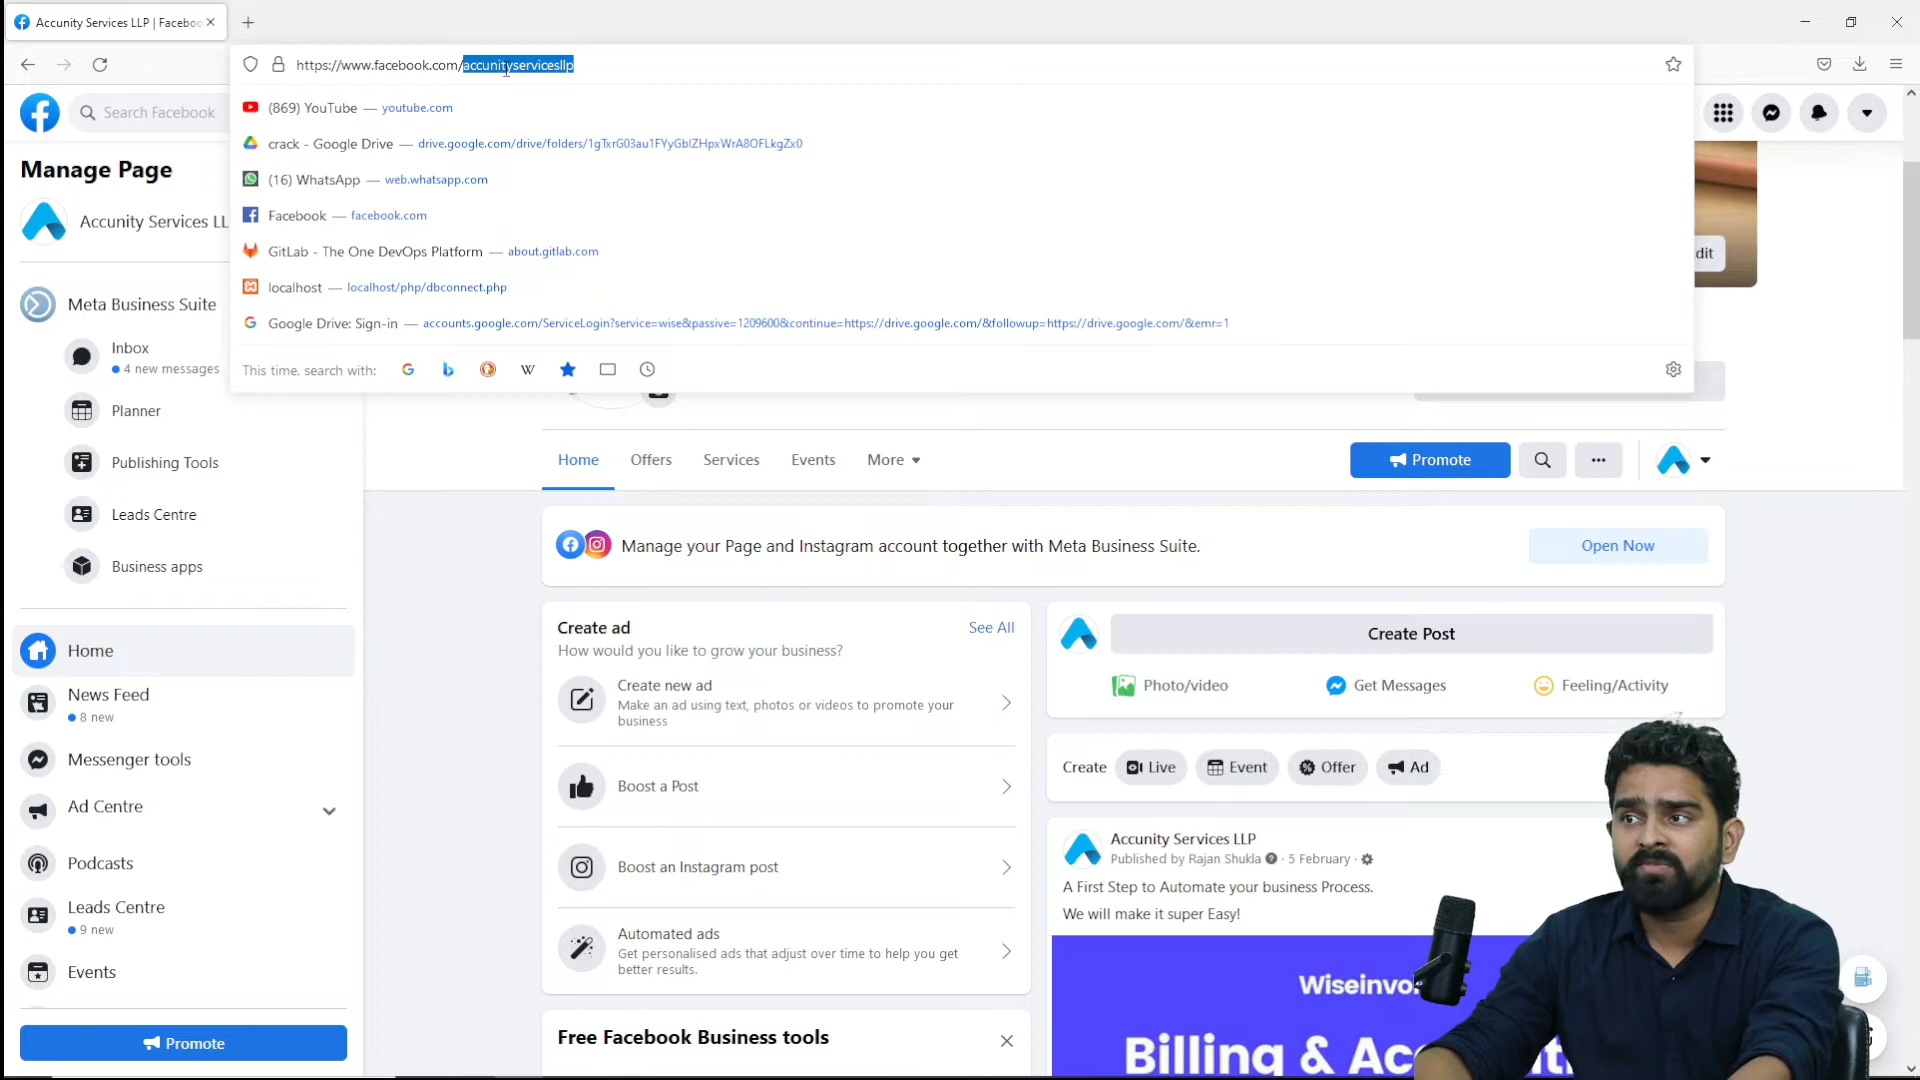 Accunity Services LLP | Facebo
https://www.facebook.com/accunityservicesllp
(869) YouTube — youtube.com
crack - Google Drive — drive.google.com/drive/folders/1gTxrG03au1FYyGbIZHpxWrA8OFLkgZx0
(16) WhatsApp — web.whatsapp.com
Facebook — facebook.com
GitLab - The One DevOps Platform — about.gitlab.com
localhost — localhost/php/dbconnect.php
Google Drive: Sign-in — accounts.google.com/ServiceLogin?service=wise&passive=1209600&continue=https://drive.google.com/&followup=https://drive.google.com/&emr=1
This time, search with:
Search Facebook
Manage Page
Accunity Services LL
Meta Business Suite
Inbox
4 new messages
Planner
Publishing Tools
Leads Centre
Business apps
Home
News Feed
8 new
Messenger tools
Ad Centre
Podcasts
Leads Centre
9 new
Events
Promote
dit
Home Offers Services Events More
Promote
Manage your Page and Instagram account together with Meta Business Suite.
Open Now
Create ad
See All
How would you like to grow your business?
Create new ad
Make an ad using text, photos or videos to promote your
business
Boost a Post
Boost an Instagram post
Automated ads
Get personalised ads that adjust over time to help you get
better results.
Free Facebook Business tools
Create Post
Photo/video Get Messages Feeling/Activity
Create Live Event Offer Ad
Accunity Services LLP
Published by Rajan Shukla · 5 February ·
A First Step to Automate your business Process.
We will make it super Easy!
Wiseinvo
Billing & Ac